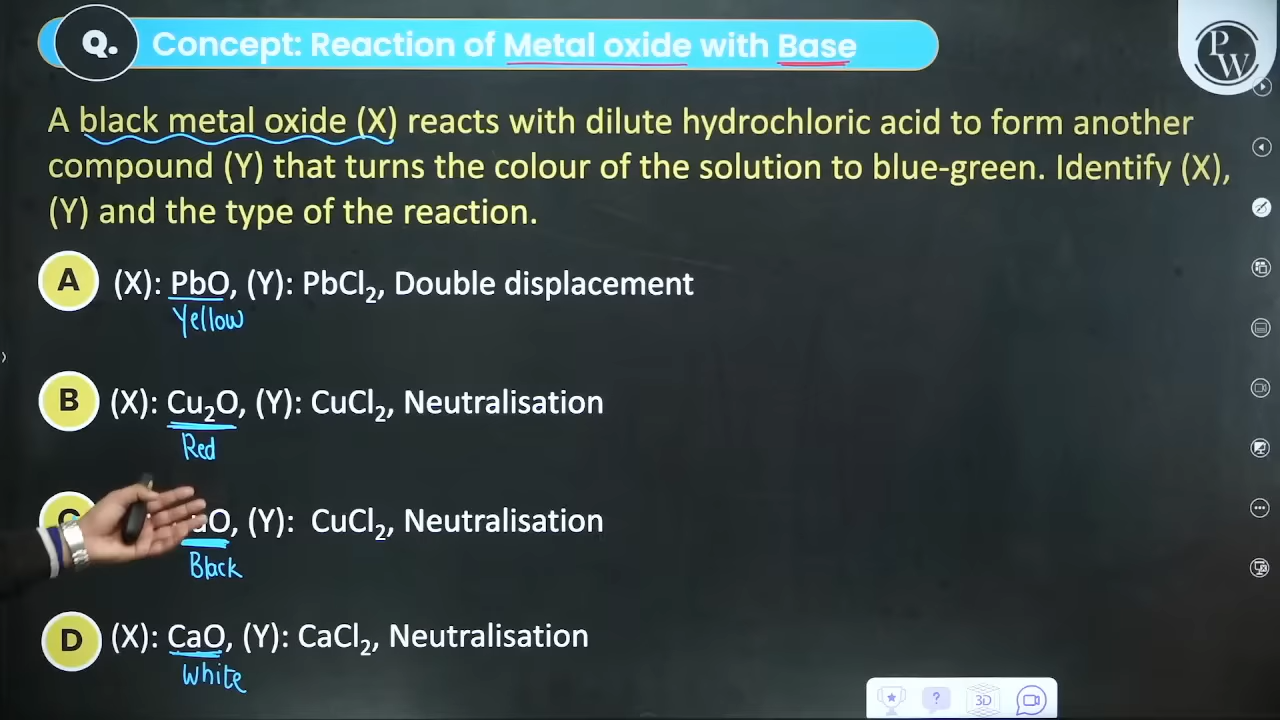 Q. Concept: Reaction of Metal oxide with Base
PW
A black metal oxide (X) reacts with dilute hydrochloric acid to form another
compound (Y) that turns the colour of the solution to blue-green. Identify (X),
(Y) and the type of the reaction.
A (X): PbO, (Y): PbCl₂, Double displacement
Yellow
B (X): Cu₂O, (Y): CuCl₂, Neutralisation
Red
(Y): CuCl₂, Neutralisation
Black
D (X): CaO, (Y): CaCl₂, Neutralisation
White
? 3D